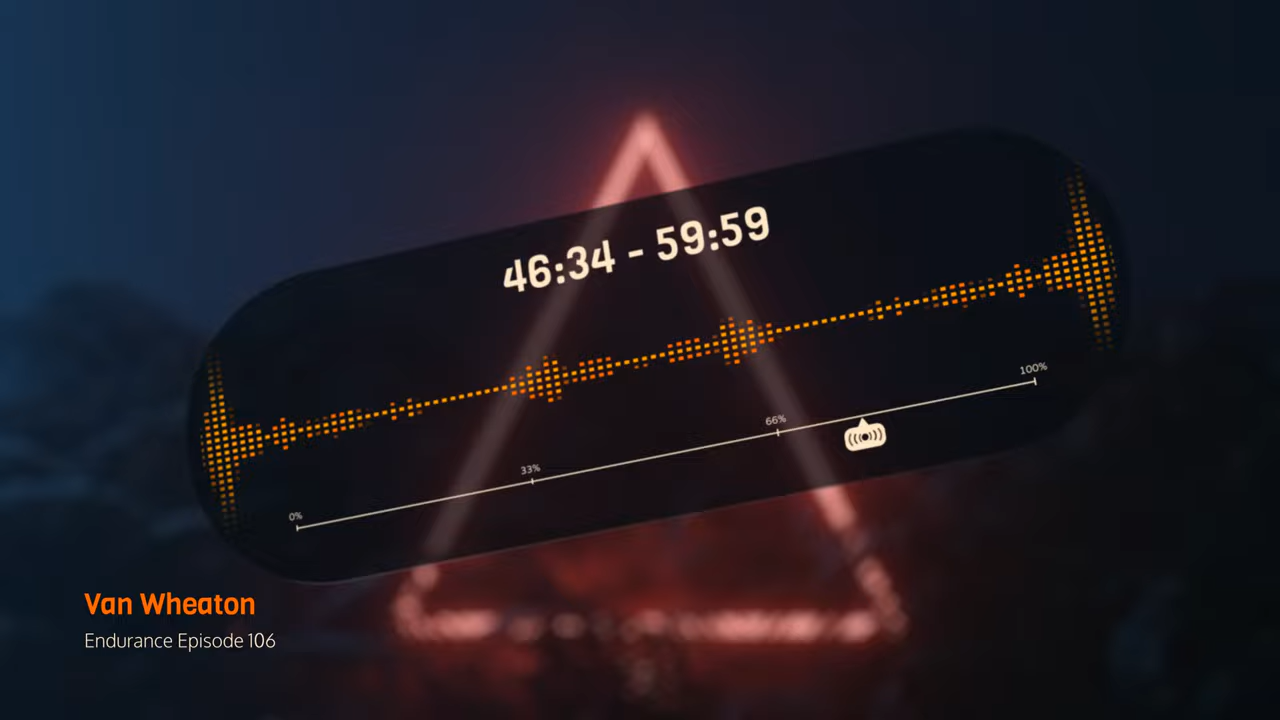 46:34 - 59:59
0%
33%
66%
100%
Van Wheaton
Endurance Episode 106